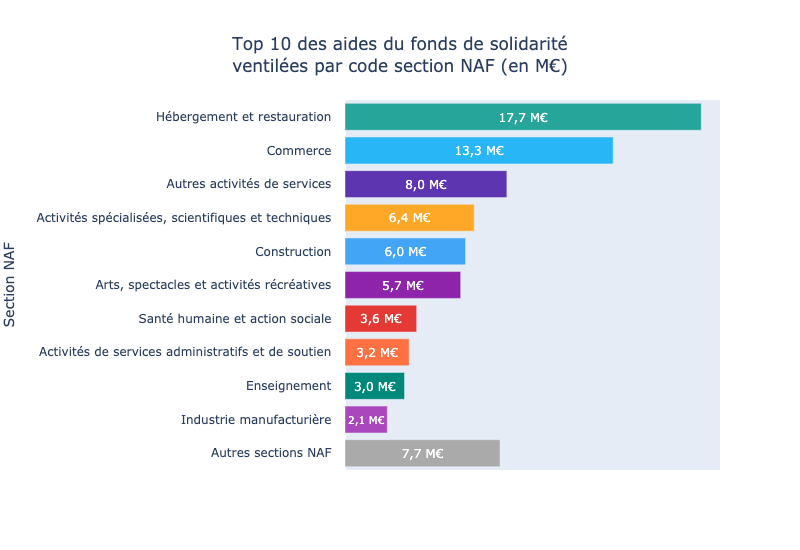 Top 10 des aides du fonds de solidarité
ventilées par code section NAF (en M€)
Section NAF
Hébergement et restauration 17,7 M€
Commerce 13,3 M€
Autres activités de services 8,0 M€
Activités spécialisées, scientifiques et techniques 6,4 M€
Construction 6,0 M€
Arts, spectacles et activités récréatives 5,7 M€
Santé humaine et action sociale 3,6 M€
Activités de services administratifs et de soutien 3,2 M€
Enseignement 3,0 M€
Industrie manufacturière 2,1 M€
Autres sections NAF 7,7 M€